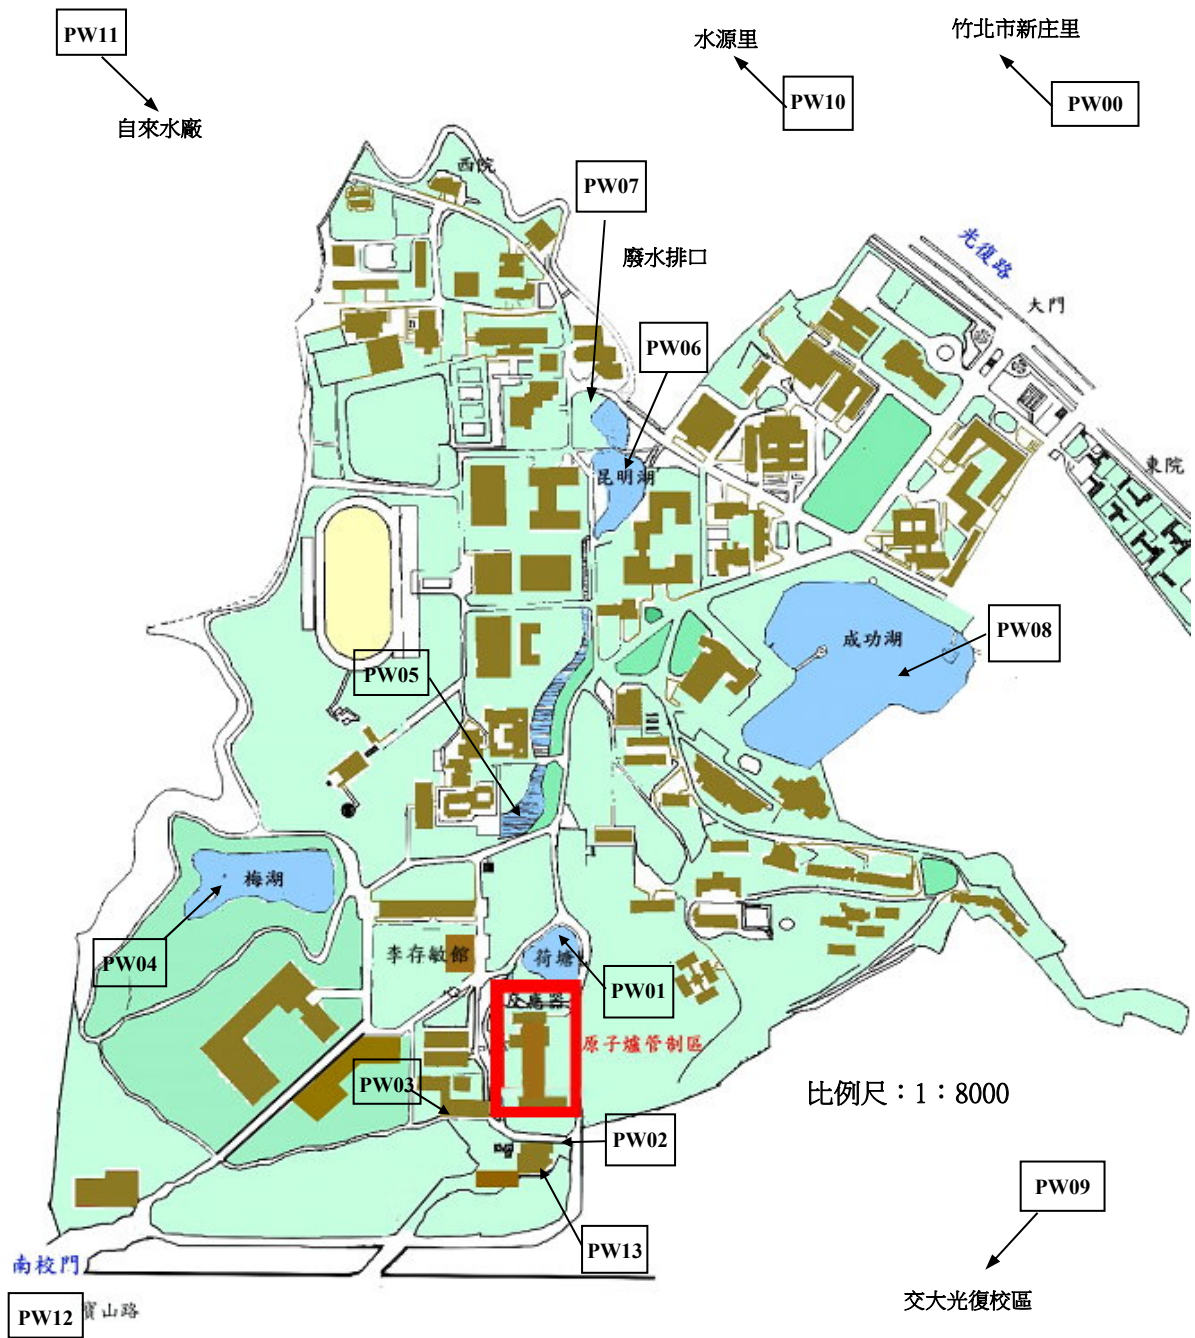 PW11
水源里
竹北市新庄里
PW10
PW00
自來水廠
西院
PW07
光復路
廢水排口
大門
PW06
東院
昆明湖
成功湖
PW08
PW05
梅湖
李存敏館
荷塘
PW04
PW01
反應器
原子爐管制區
PW03
比例尺：1：8000
PW02
PW09
PW13
南校門
交大光復校區
PW12
寶山路